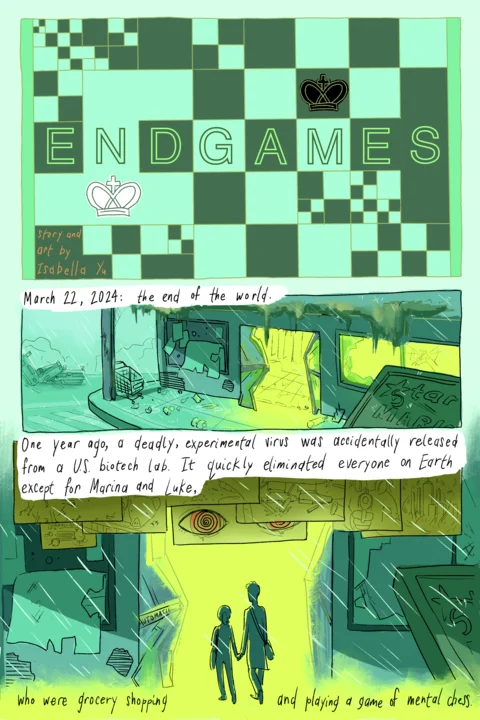 ENDGAMES
story and
art by
Isabella Yu
March 22, 2024: the end of the world.
Star
MARK
One year ago, a deadly, experimental virus was accidentally released
from a U.S. biotech lab. It quickly eliminated everyone on Earth
except for Marina and Luke,
AUTOMATIC
who were grocery shopping
and playing a game of mental chess.